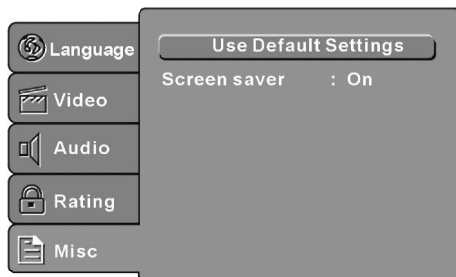 Language
Video
Audio
Rating
Misc
Use Default Settings
Screen saver : On